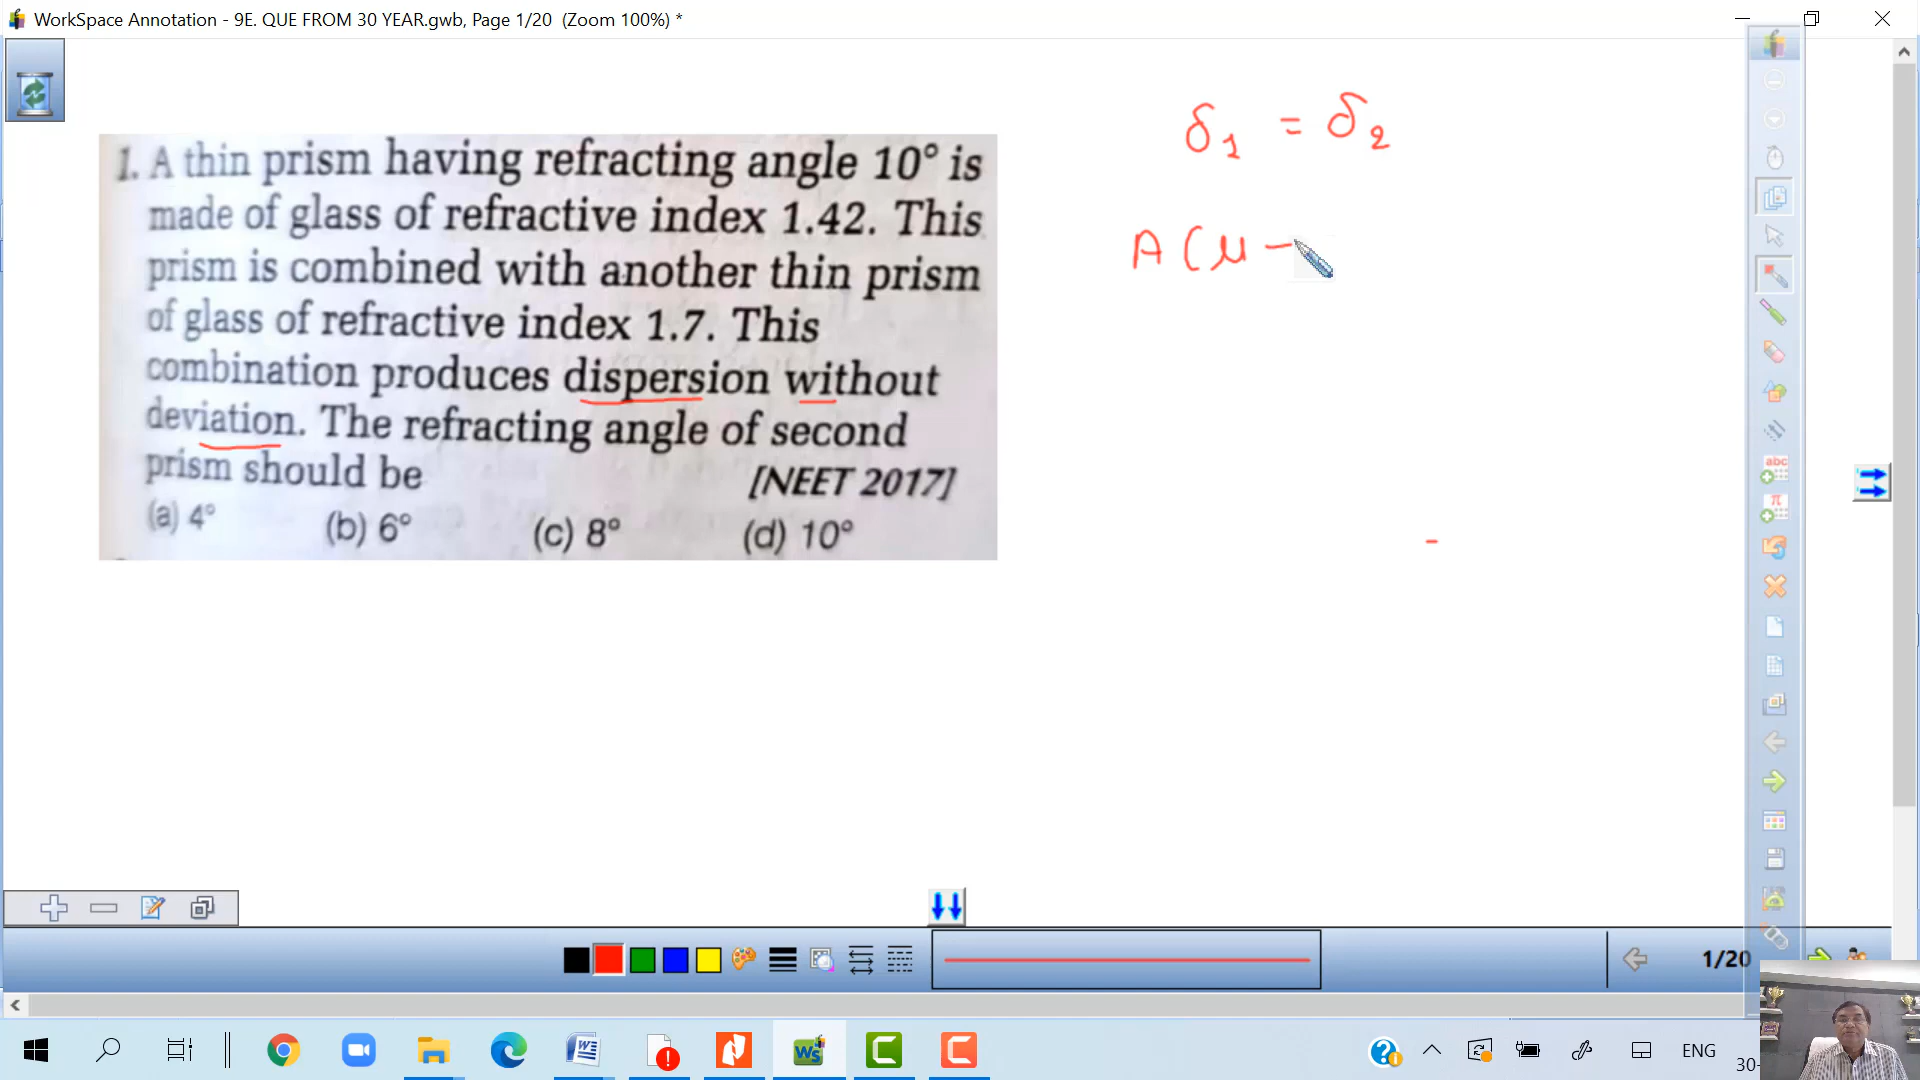 WorkSpace Annotation - 9E. QUE FROM 30 YEAR.gwb, Page 1/20 (Zoom 100%) *
1. A thin prism having refracting angle 10° is
made of glass of refractive index 1.42. This
prism is combined with another thin prism
of glass of refractive index 1.7. This
combination produces dispersion without
deviation. The refracting angle of second
prism should be [NEET 2017]
(a) 4° (b) 6° (c) 8° (d) 10°
δ1 = δ2
A(μ −
abc
π
1/20
ENG
30-